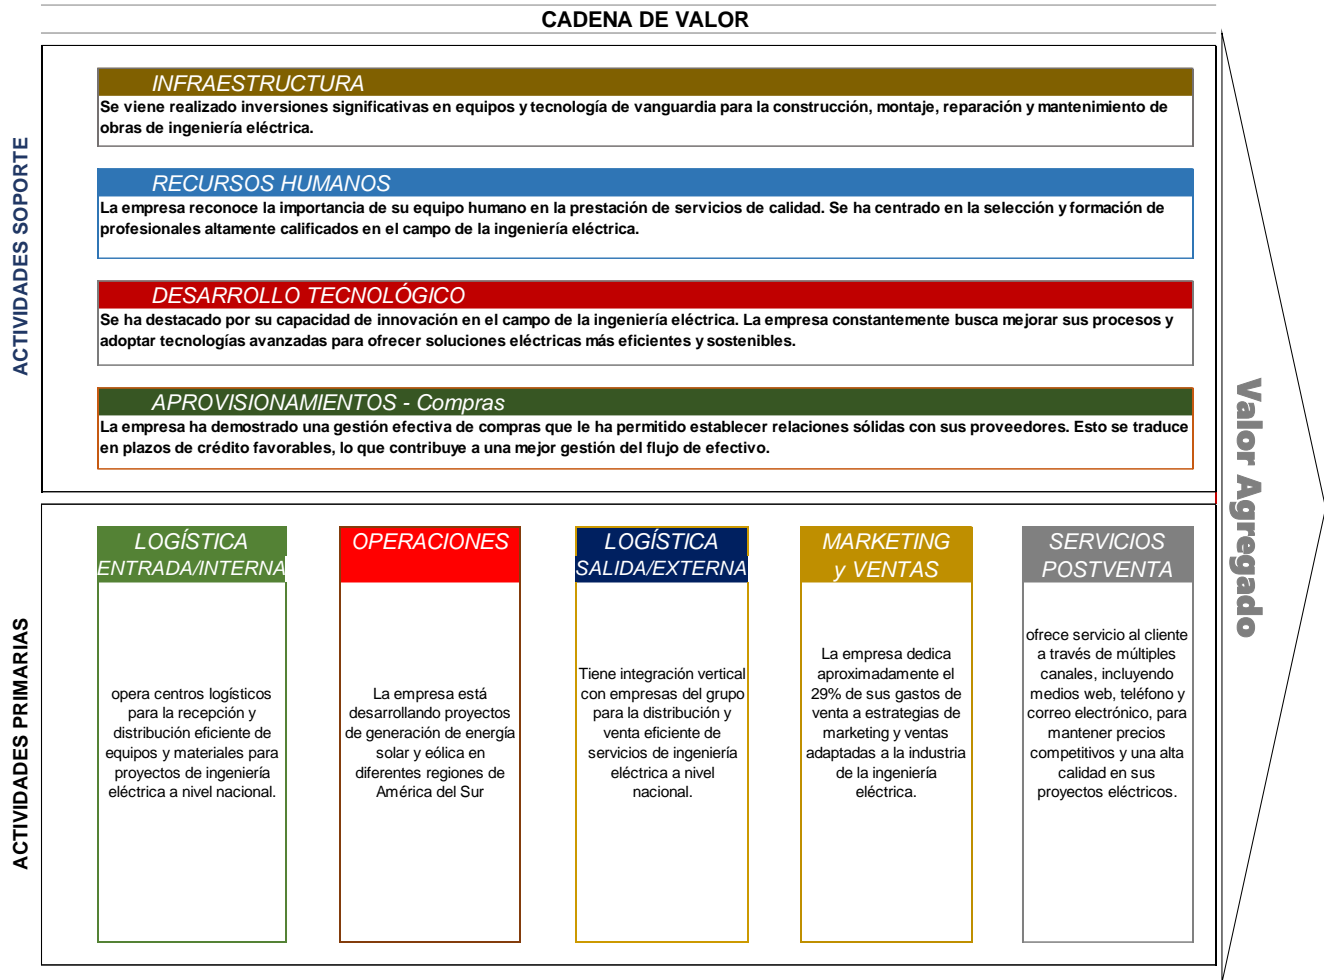 CADENA DE VALOR
ACTIVIDADES SOPORTE
INFRAESTRUCTURA
Se viene realizado inversiones significativas en equipos y tecnología de vanguardia para la construcción, montaje, reparación y mantenimiento de
obras de ingeniería eléctrica.
RECURSOS HUMANOS
La empresa reconoce la importancia de su equipo humano en la prestación de servicios de calidad. Se ha centrado en la selección y formación de
profesionales altamente calificados en el campo de la ingeniería eléctrica.
DESARROLLO TECNOLÓGICO
Se ha destacado por su capacidad de innovación en el campo de la ingeniería eléctrica. La empresa constantemente busca mejorar sus procesos y
adoptar tecnologías avanzadas para ofrecer soluciones eléctricas más eficientes y sostenibles.
APROVISIONAMIENTOS - Compras
La empresa ha demostrado una gestión efectiva de compras que le ha permitido establecer relaciones sólidas con sus proveedores. Esto se traduce
en plazos de crédito favorables, lo que contribuye a una mejor gestión del flujo de efectivo.
ACTIVIDADES PRIMARIAS
LOGÍSTICA
ENTRADA/INTERNA
opera centros logísticos
para la recepción y
distribución eficiente de
equipos y materiales para
proyectos de ingeniería
eléctrica a nivel nacional.
OPERACIONES
La empresa está
desarrollando proyectos
de generación de energía
solar y eólica en
diferentes regiones de
América del Sur
LOGÍSTICA
SALIDA/EXTERNA
Tiene integración vertical
con empresas del grupo
para la distribución y
venta eficiente de
servicios de ingeniería
eléctrica a nivel
nacional.
MARKETING
y VENTAS
La empresa dedica
aproximadamente el
29% de sus gastos de
venta a estrategias de
marketing y ventas
adaptadas a la industria
de la ingeniería
eléctrica.
SERVICIOS
POSTVENTA
ofrece servicio al cliente
a través de múltiples
canales, incluyendo
medios web, teléfono y
correo electrónico, para
mantener precios
competitivos y una alta
calidad en sus
proyectos eléctricos.
Valor Agregado